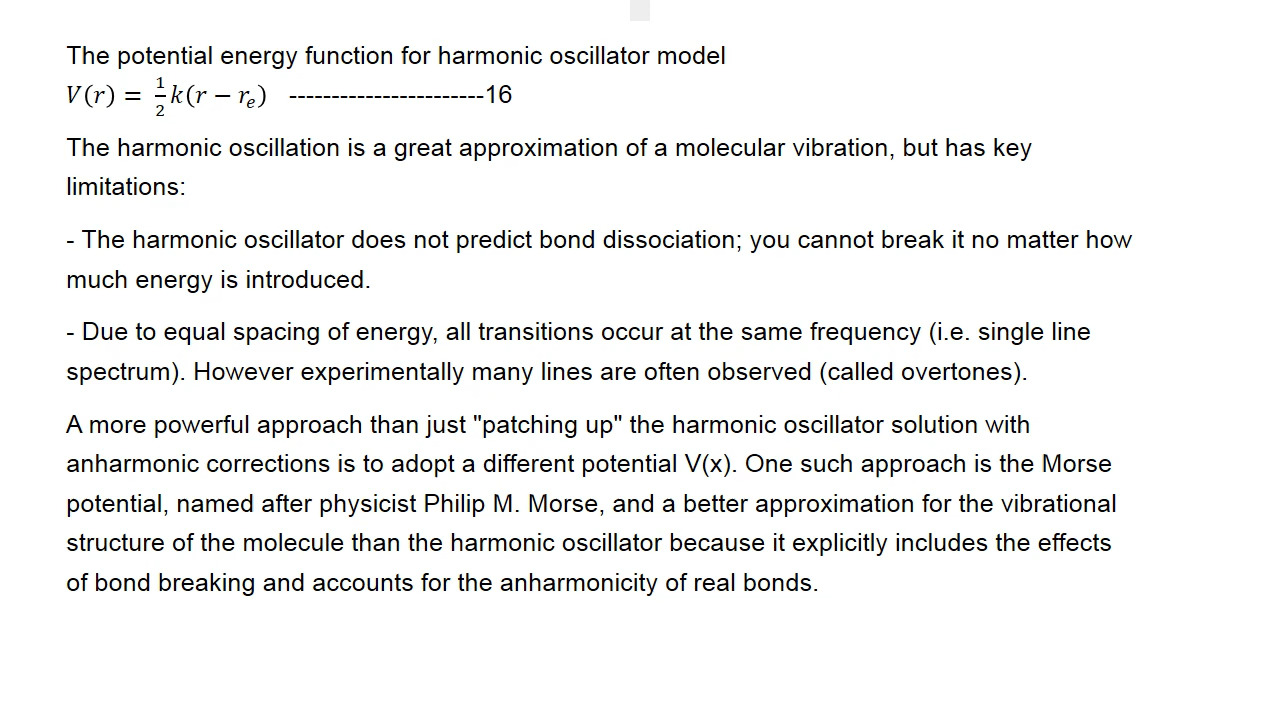 The potential energy function for harmonic oscillator model
V(r) = 1/2 k(r − rₑ) -----------------------16
The harmonic oscillation is a great approximation of a molecular vibration, but has key
limitations:
- The harmonic oscillator does not predict bond dissociation; you cannot break it no matter how
much energy is introduced.
- Due to equal spacing of energy, all transitions occur at the same frequency (i.e. single line
spectrum). However experimentally many lines are often observed (called overtones).
A more powerful approach than just "patching up" the harmonic oscillator solution with
anharmonic corrections is to adopt a different potential V(x). One such approach is the Morse
potential, named after physicist Philip M. Morse, and a better approximation for the vibrational
structure of the molecule than the harmonic oscillator because it explicitly includes the effects
of bond breaking and accounts for the anharmonicity of real bonds.